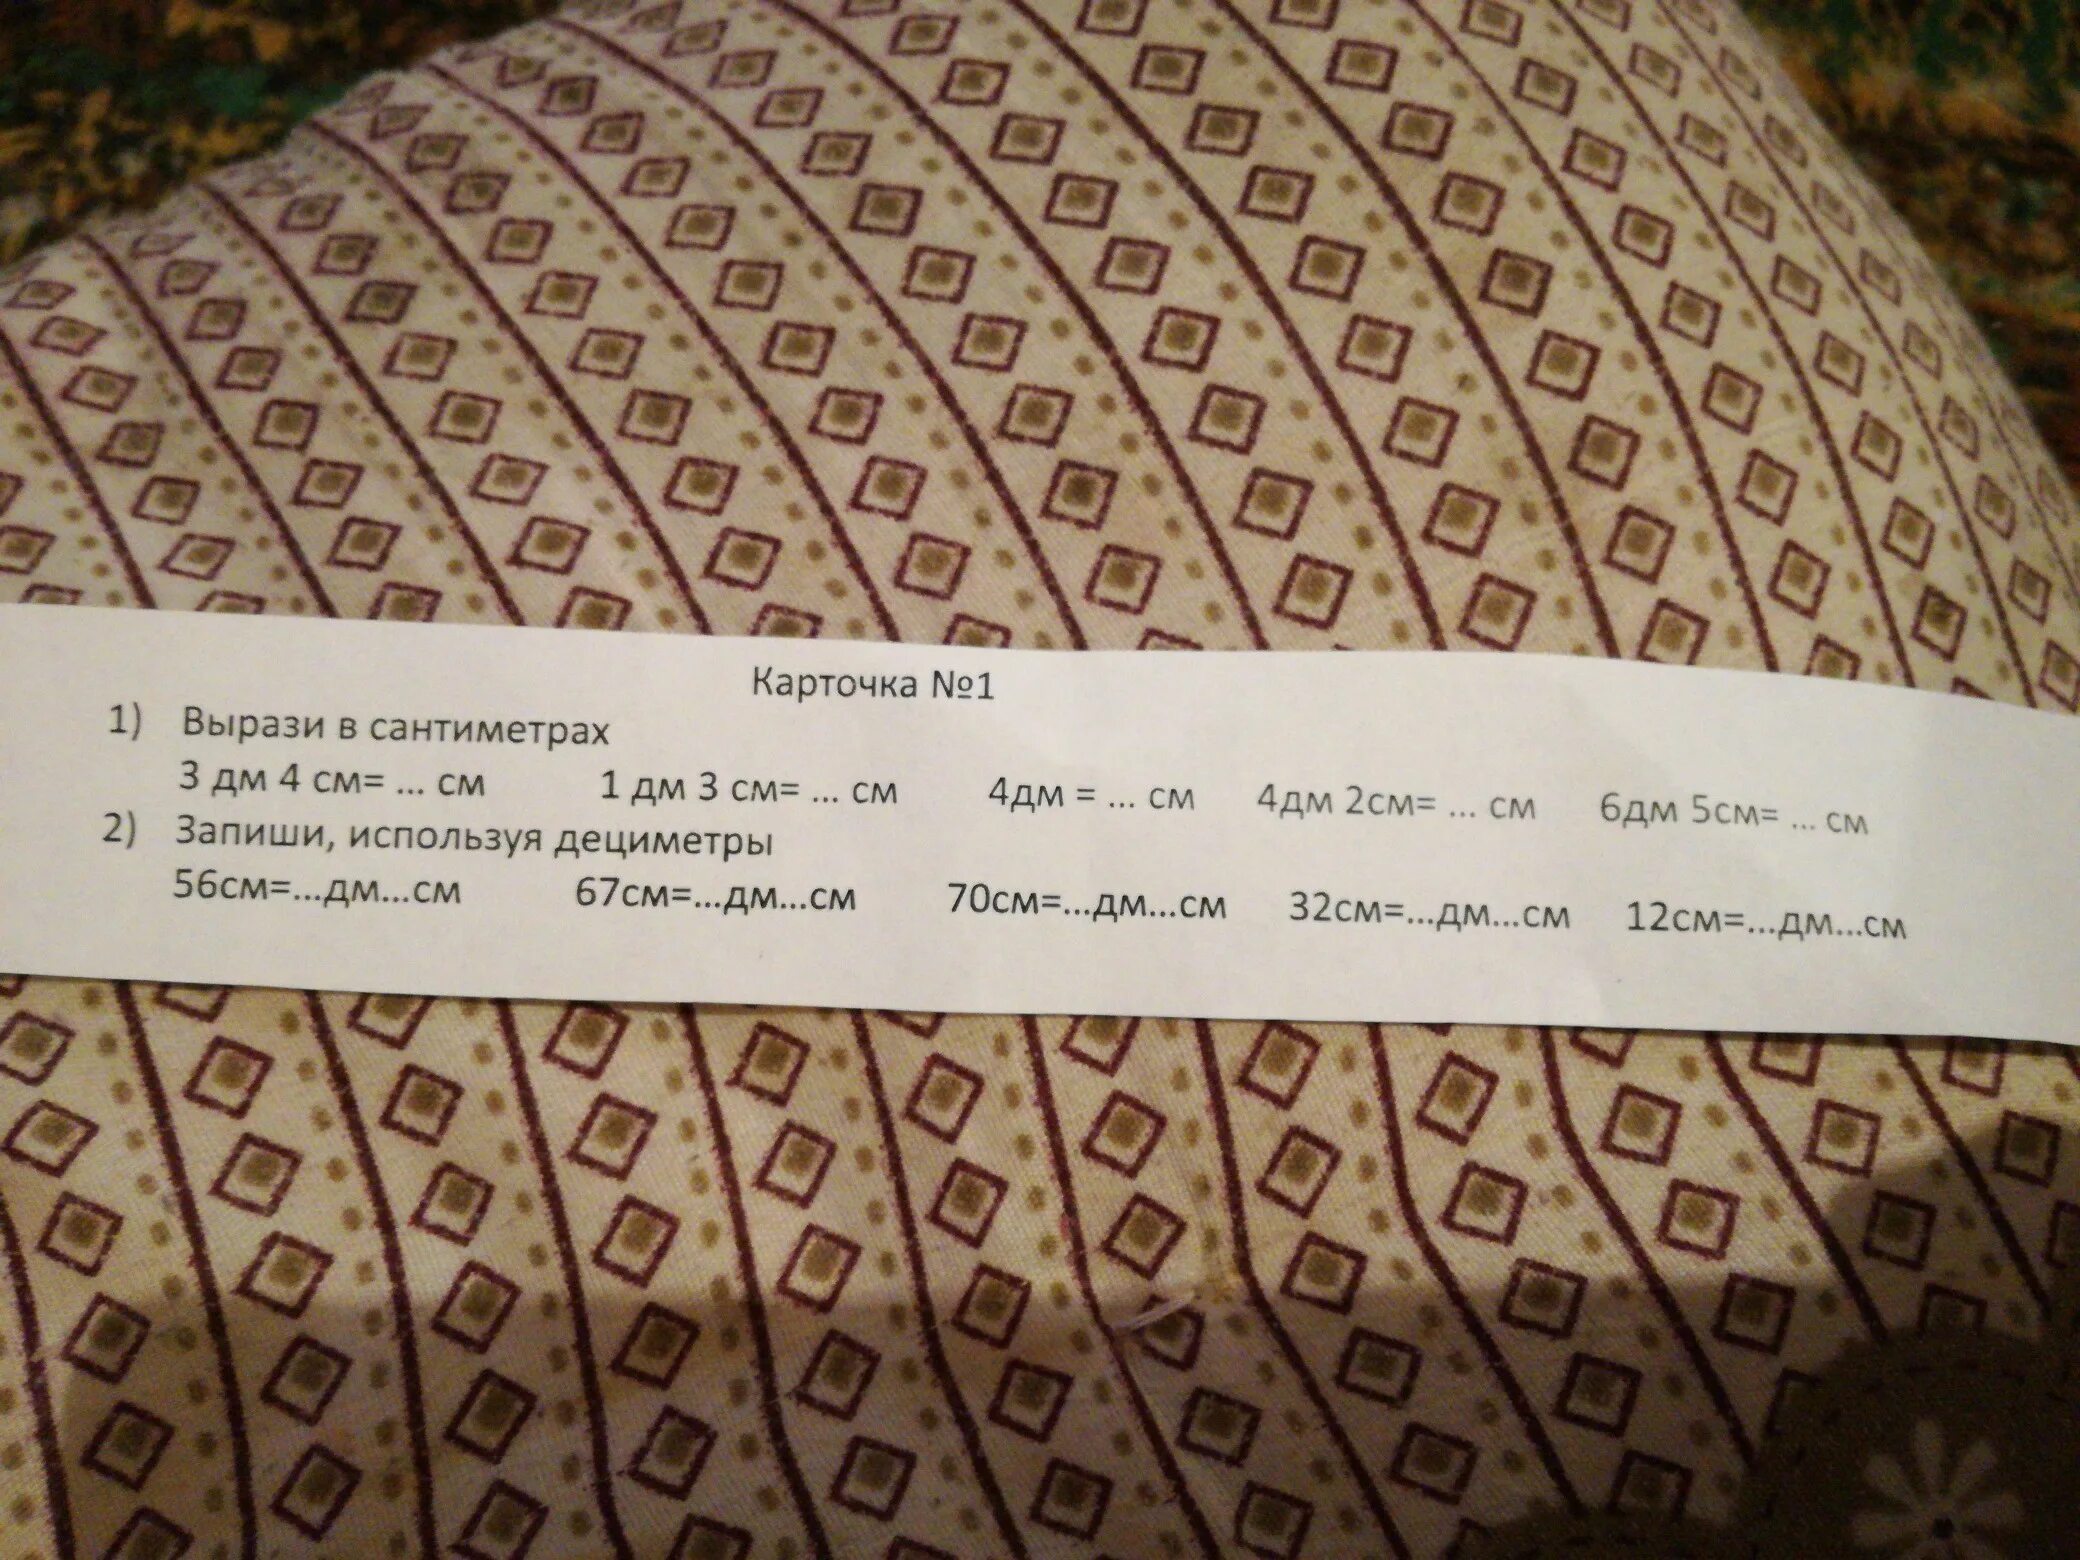 Карточка №1
1) Вырази в сантиметрах
3 дм 4 см= ... см 1 дм 3 см= ... см 4дм = ... см 4дм 2см= ... см 6дм 5см= ... см
2) Запиши, используя дециметры
56см=...дм...см 67см=...дм...см 70см=...дм...см 32см=...дм...см 12см=...дм...см